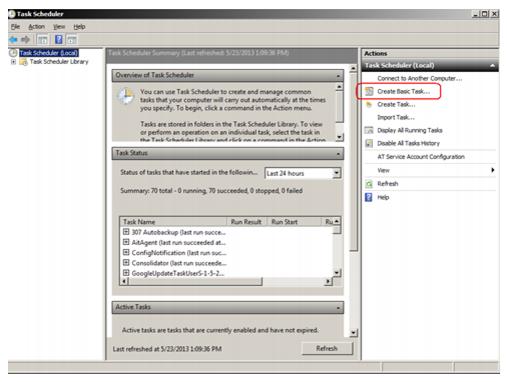 Task Scheduler
File Action View Help
Task Scheduler (Local)
Task Scheduler Library
Task Scheduler Summary (Last refreshed: 5/23/2013 1:09:36 PM)
Overview of Task Scheduler
You can use Task Scheduler to create and manage common
tasks that your computer will carry out automatically at the times
you specify. To begin, click a command in the Action menu.
Tasks are stored in folders in the Task Scheduler Library. To view
or perform an operation on an individual task, select the task in
the Task Scheduler Library and click on a command in the Action
Task Status
Status of tasks that have started in the followin... Last 24 hours
Summary: 70 total - 0 running, 70 succeeded, 0 stopped, 0 failed
Task Name Run Result Run Start Ru
307 Autobackup (last run succe...
AitAgent (last run succeeded at...
ConfigNotification (last run suc...
Consolidator (last run succeede...
GoogleUpdateTaskUserS-1-5-2...
Active Tasks
Active tasks are tasks that are currently enabled and have not expired.
Last refreshed at 5/23/2013 1:09:36 PM Refresh
Actions
Task Scheduler (Local)
Connect to Another Computer...
Create Basic Task...
Create Task...
Import Task...
Display All Running Tasks
Disable All Tasks History
AT Service Account Configuration
View
Refresh
Help